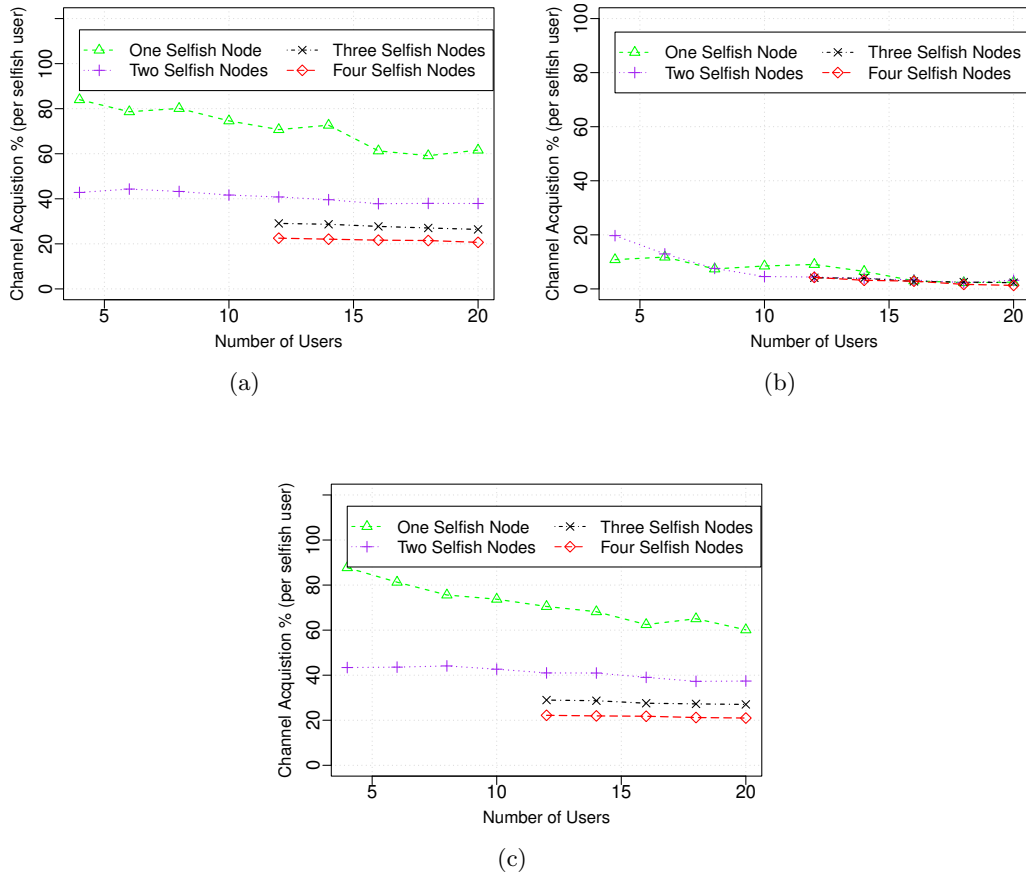 Channel Acquistion % (per selfish user)
0 20 40 60 80 100 120
One Selfish Node
Two Selfish Nodes
Three Selfish Nodes
Four Selfish Nodes
5 10 15 20
Number of Users
(a)
Channel Acquistion % (per selfish user)
0 20 40 60 80 100
One Selfish Node
Two Selfish Nodes
Three Selfish Nodes
Four Selfish Nodes
5 10 15 20
Number of Users
(b)
Channel Acquistion % (per selfish user)
0 20 40 60 80 100
One Selfish Node
Two Selfish Nodes
Three Selfish Nodes
Four Selfish Nodes
5 10 15 20
Number of Users
(c)